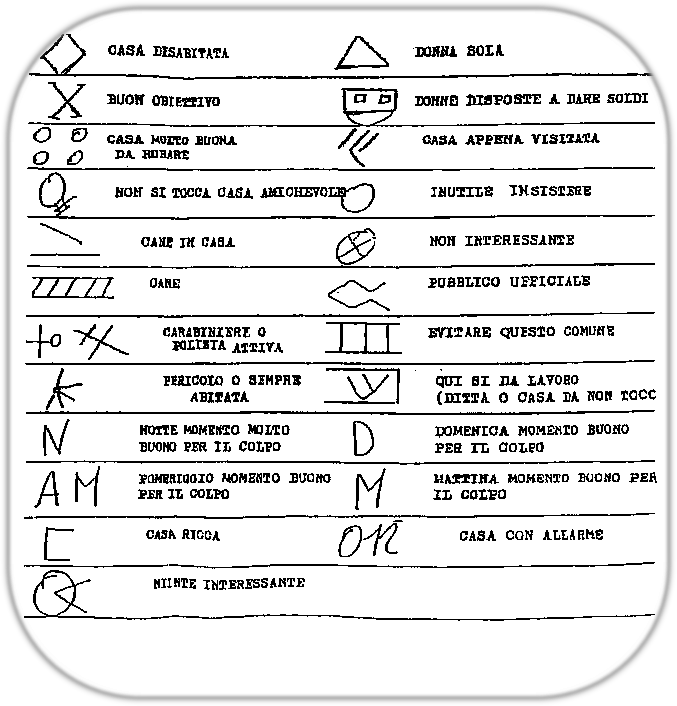 CASA DISABITATA
DONNA SOLA
X
BUON OBIETTIVO
DONNE DISPOSTE A DARE SOLDI
CASA MOLTO BUONA
DA RUBARE
CASA APPENA VISITATA
NON SI TOCCA CASA AMICHEVOLE
INUTILE INSISTERE
CANE IN CASA
NON INTERESSANTE
CANE
PUBBLICO UFFICIALE
CARABINIERE O
POLIZIA ATTIVA
EVITARE QUESTO COMUNE
PERICOLO O SEMPRE
ABITATA
QUI SI DA LAVORO
(DITTA O CASA DA NON TOCC
N
NOTTE MOMENTO MOLTO
BUONO PER IL COLPO
D
DOMENICA MOMENTO BUONO
PER IL COLPO
AM
POMERIGGIO MOMENTO BUONO
PER IL COLPO
M
MATTINA MOMENTO BUONO PER
IL COLPO
CASA RICCA
OR
CASA CON ALLARME
NIINTE INTERESSANTE